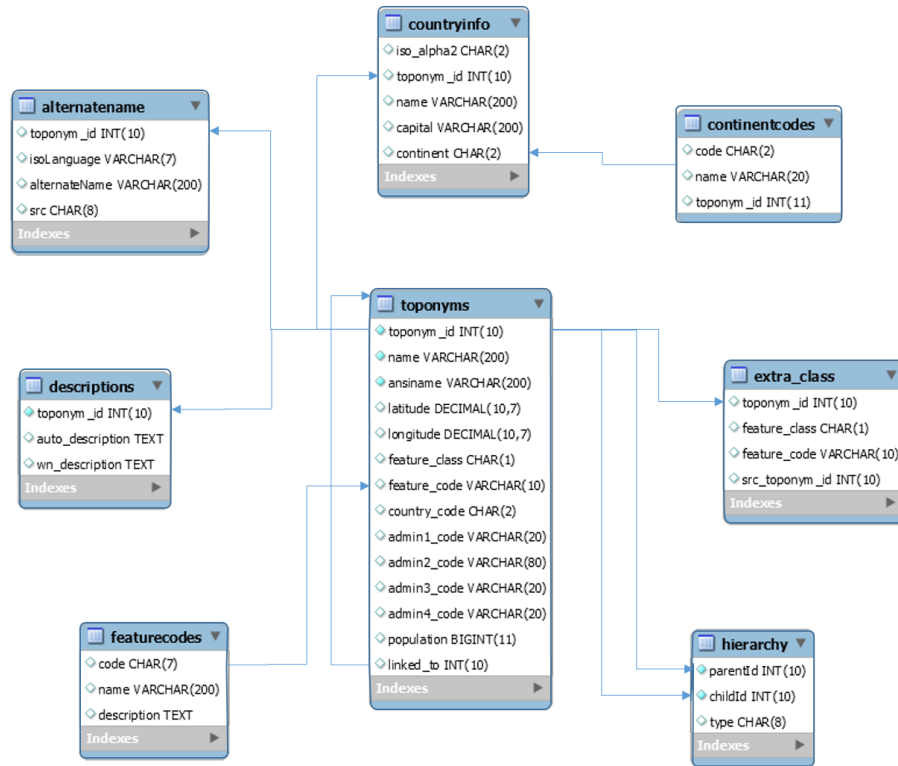 countryinfo
iso_alpha2 CHAR(2)
toponym_id INT(10)
name VARCHAR(200)
capital VARCHAR(200)
continent CHAR(2)
Indexes
alternatename
toponym_id INT(10)
isoLanguage VARCHAR(7)
alternateName VARCHAR(200)
src CHAR(8)
Indexes
continentcodes
code CHAR(2)
name VARCHAR(20)
toponym_id INT(11)
toponyms
toponym_id INT(10)
name VARCHAR(200)
ansiname VARCHAR(200)
latitude DECIMAL(10,7)
longitude DECIMAL(10,7)
feature_class CHAR(1)
feature_code VARCHAR(10)
country_code CHAR(2)
admin1_code VARCHAR(20)
admin2_code VARCHAR(80)
admin3_code VARCHAR(20)
admin4_code VARCHAR(20)
population BIGINT(11)
linked_to INT(10)
Indexes
descriptions
toponym_id INT(10)
auto_description TEXT
wn_description TEXT
Indexes
extra_class
toponym_id INT(10)
feature_class CHAR(1)
feature_code VARCHAR(10)
src_toponym_id INT(10)
Indexes
featurecodes
code CHAR(7)
name VARCHAR(200)
description TEXT
Indexes
hierarchy
parentId INT(10)
childId INT(10)
type CHAR(8)
Indexes